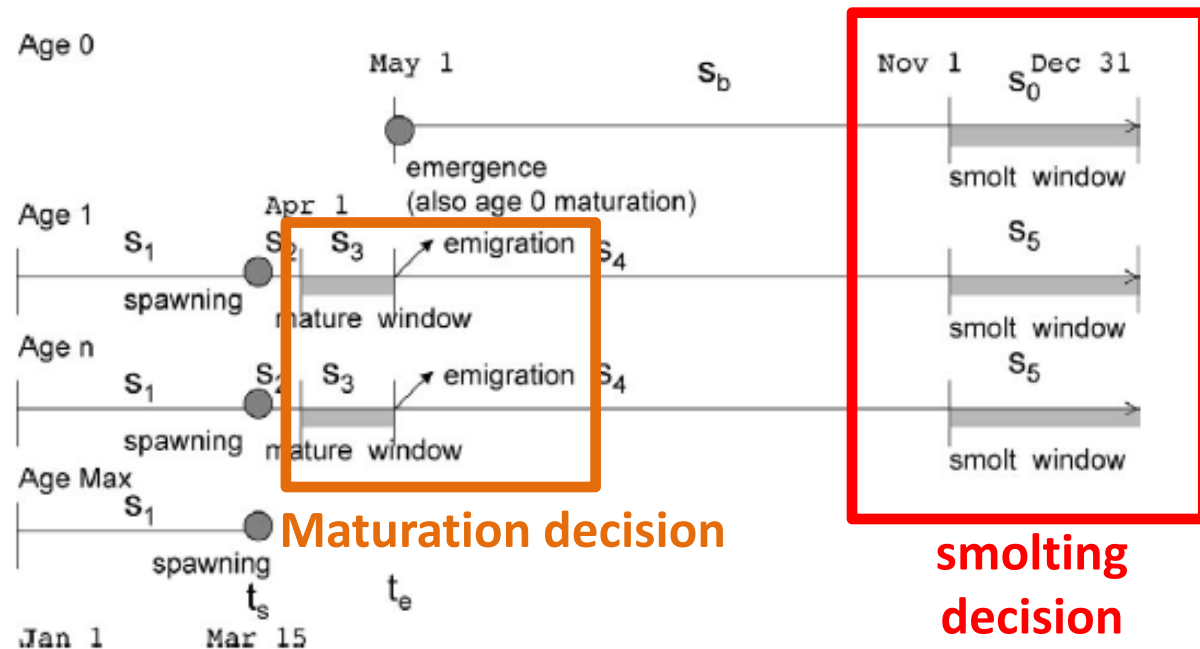 Age 0
May 1
S_b
Nov 1
Dec 31
S_0
emergence
(also age 0 maturation)
smolt window
Age 1
Apr 1
S_1
S_2
S_3
emigration
S_4
S_5
spawning
mature window
smolt window
Age n
S_1
S_2
S_3
emigration
S_4
S_5
spawning
mature window
smolt window
Age Max
S_1
spawning
Maturation decision
smolting
decision
t_s
t_e
Jan 1
Mar 15